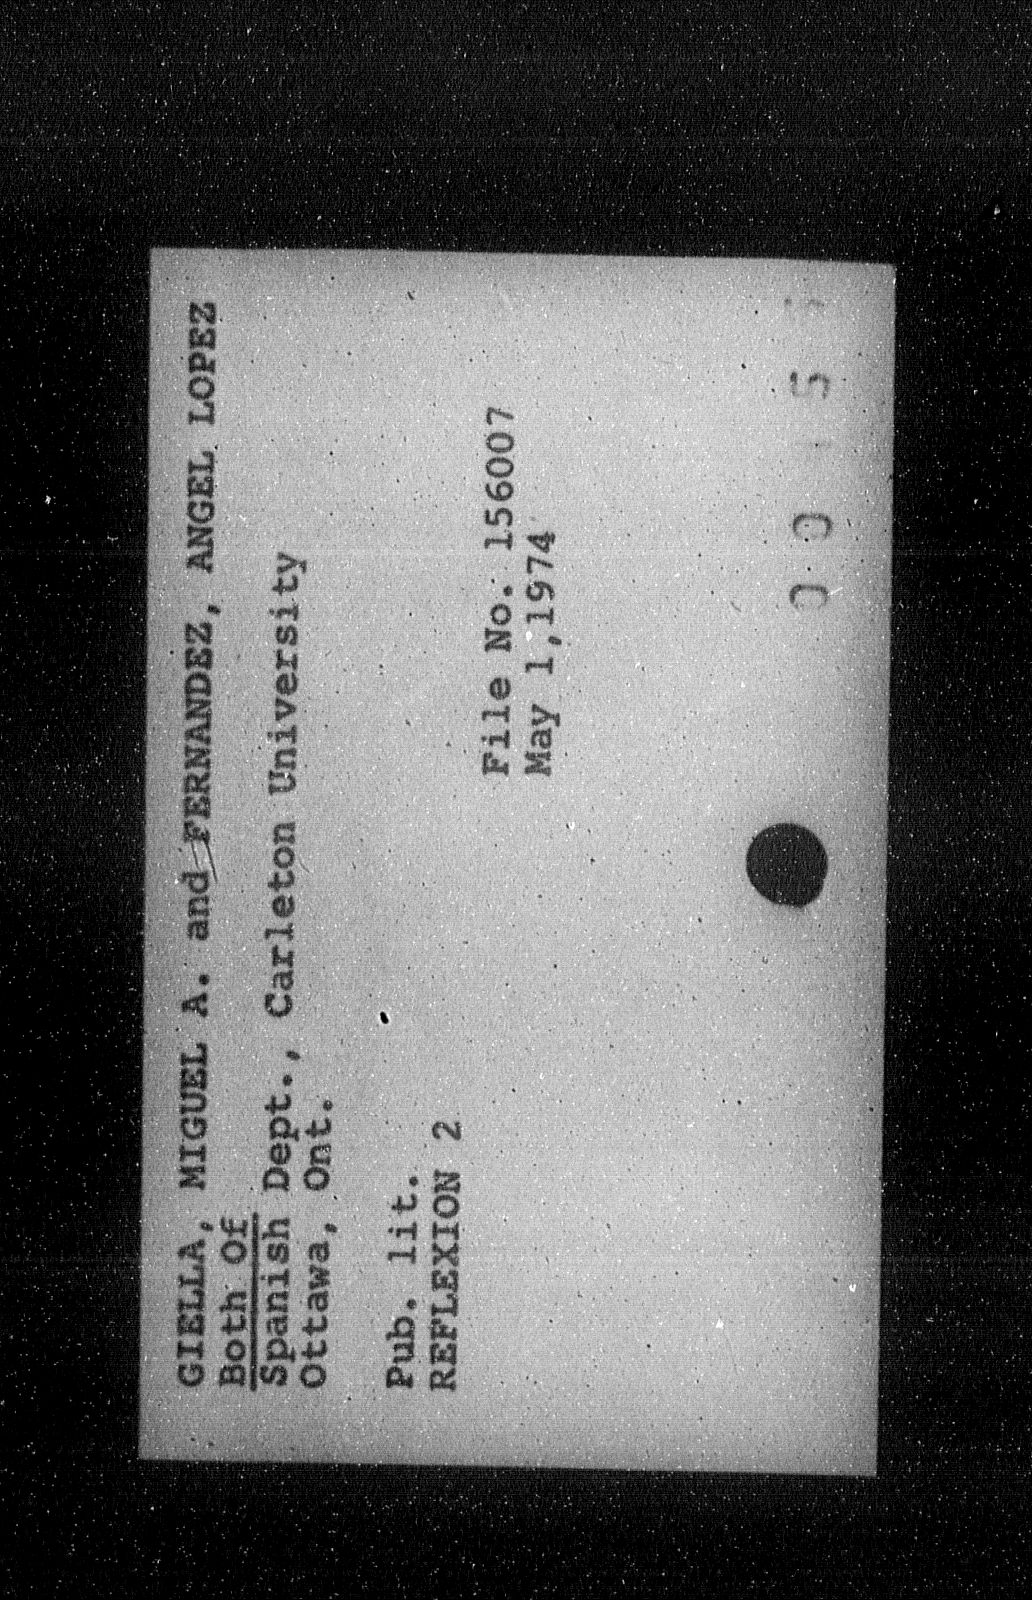 GIELLA, MIGUEL A. and FERNANDEZ, ANGEL LOPEZ
Both Of
Spanish Dept., Carleton University
Ottawa, Ont.
Pub. lit.
REFLEXION 2
File No. 156007
May 1,1974